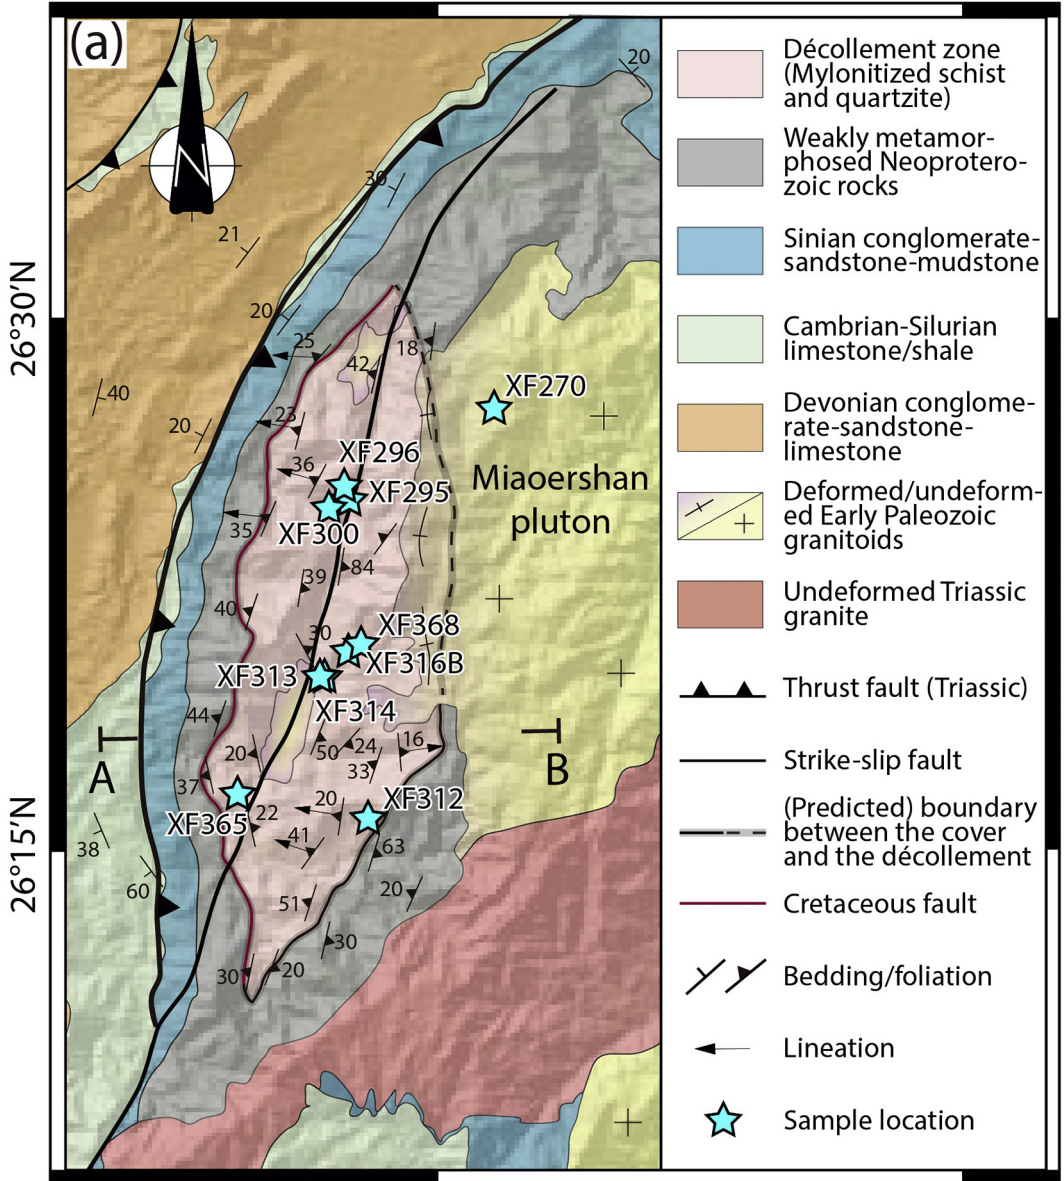 (a)
N
20
30
21
20
25
18
42
40
20
23
XF270
XF296
36
XF295
Miaoershan
pluton
35
XF300
84
39
40
30
XF368
XF316B
XF313
XF314
44
20
50
24
16
33
A
B
37
20
XF312
22
XF365
41
63
38
60
20
51
30
30
20
26°30′N
26°15′N
Décollement zone
(Mylonitized schist
and quartzite)
Weakly metamor-
phosed Neoprotero-
zoic rocks
Sinian conglomerate-
sandstone-mudstone
Cambrian-Silurian
limestone/shale
Devonian conglome-
rate-sandstone-
limestone
Deformed/undeform-
ed Early Paleozoic
granitoids
Undeformed Triassic
granite
Thrust fault (Triassic)
Strike-slip fault
(Predicted) boundary
between the cover
and the décollement
Cretaceous fault
Bedding/foliation
Lineation
Sample location